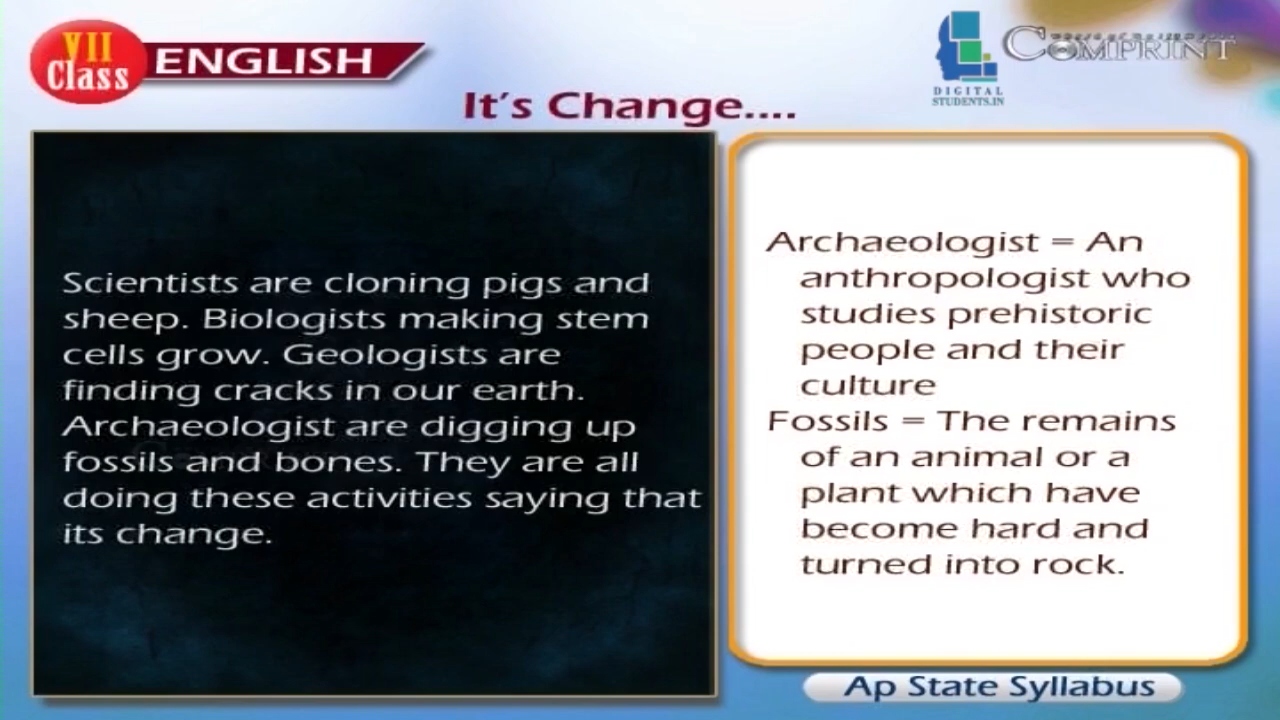 VII
Class
ENGLISH
DIGITAL
STUDENTS.IN
COMPRINT
It's Change....
Scientists are cloning pigs and
sheep. Biologists making stem
cells grow. Geologists are
finding cracks in our earth.
Archaeologist are digging up
fossils and bones. They are all
doing these activities saying that
its change.
Archaeologist = An
anthropologist who
studies prehistoric
people and their
culture
Fossils = The remains
of an animal or a
plant which have
become hard and
turned into rock.
Ap State Syllabus